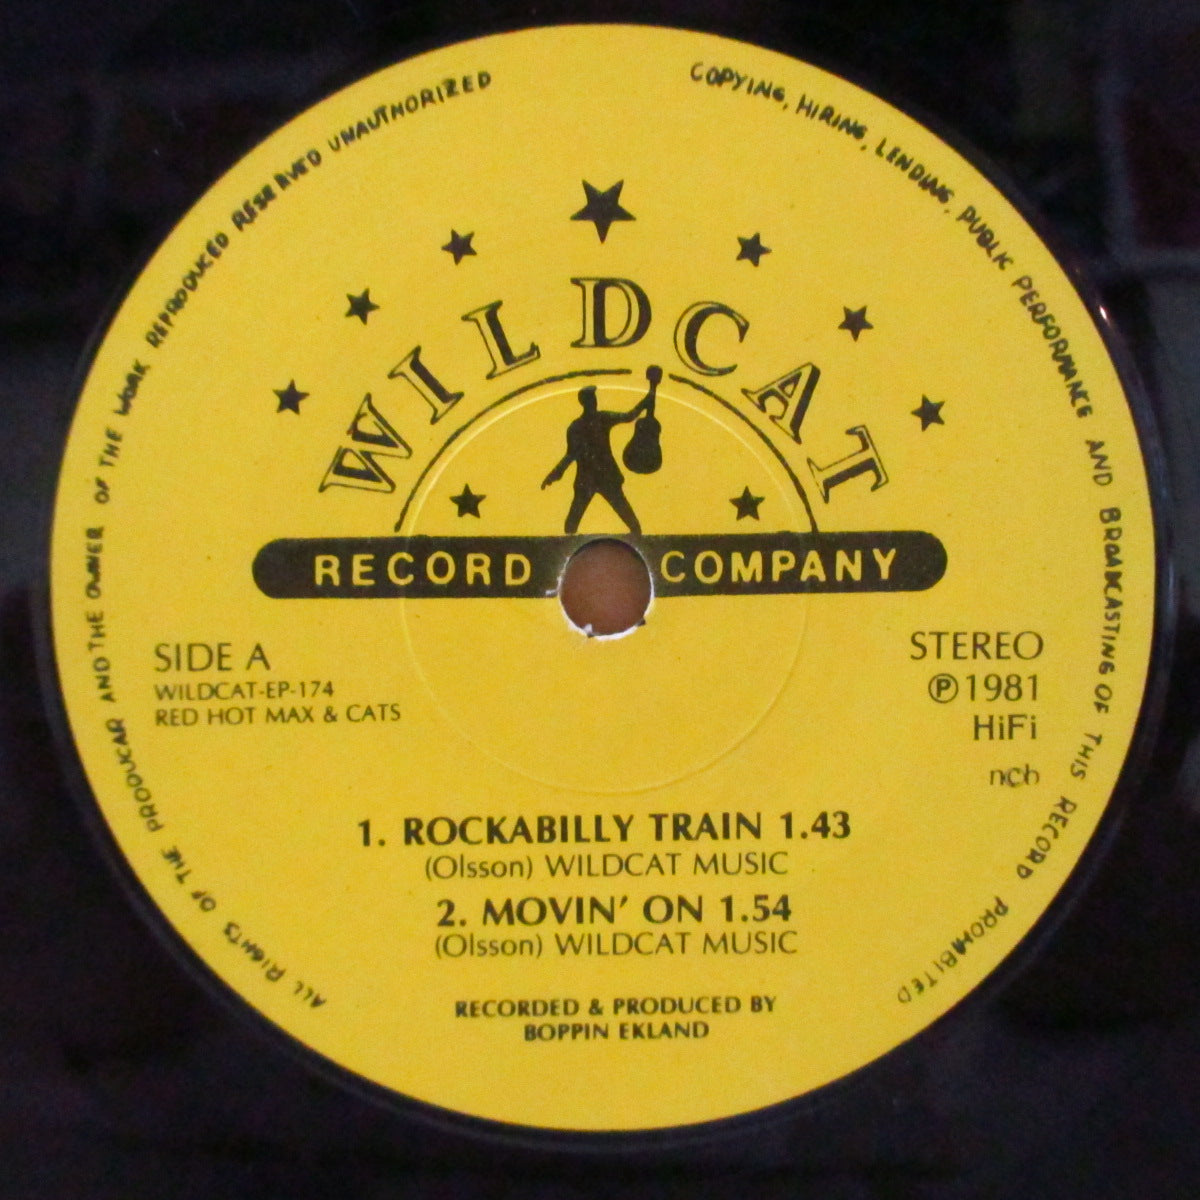 ALL RIGHTS OF THE PRODUCAR AND THE OWNER OF THE WORK REPRODUCED RESERVED UNAUTHORIZED
COPYING, HIRING, LENDING, PUBLIC PERFORMANCE AND BROADCASTING OF THIS RECORD PROHIBITED
WILDCAT
RECORD COMPANY
SIDE A
WILDCAT-EP-174
RED HOT MAX & CATS
STEREO
Ⓟ1981
HiFi
nCb
1. ROCKABILLY TRAIN 1.43
(Olsson) WILDCAT MUSIC
2. MOVIN' ON 1.54
(Olsson) WILDCAT MUSIC
RECORDED & PRODUCED BY
BOPPIN EKLAND